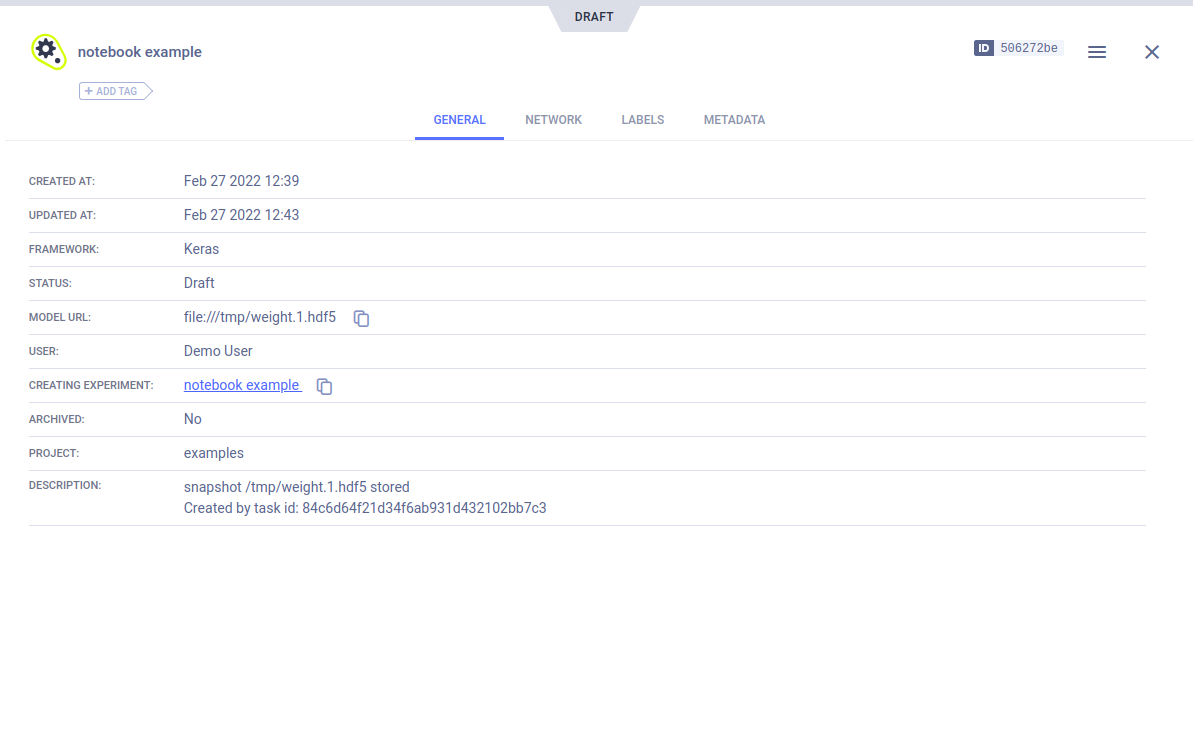 DRAFT
notebook example
ID 506272be
+ ADD TAG
GENERAL NETWORK LABELS METADATA
CREATED AT: Feb 27 2022 12:39
UPDATED AT: Feb 27 2022 12:43
FRAMEWORK: Keras
STATUS: Draft
MODEL URL: file:///tmp/weight.1.hdf5
USER: Demo User
CREATING EXPERIMENT: notebook example
ARCHIVED: No
PROJECT: examples
DESCRIPTION: snapshot /tmp/weight.1.hdf5 stored
Created by task id: 84c6d64f21d34f6ab931d432102bb7c3